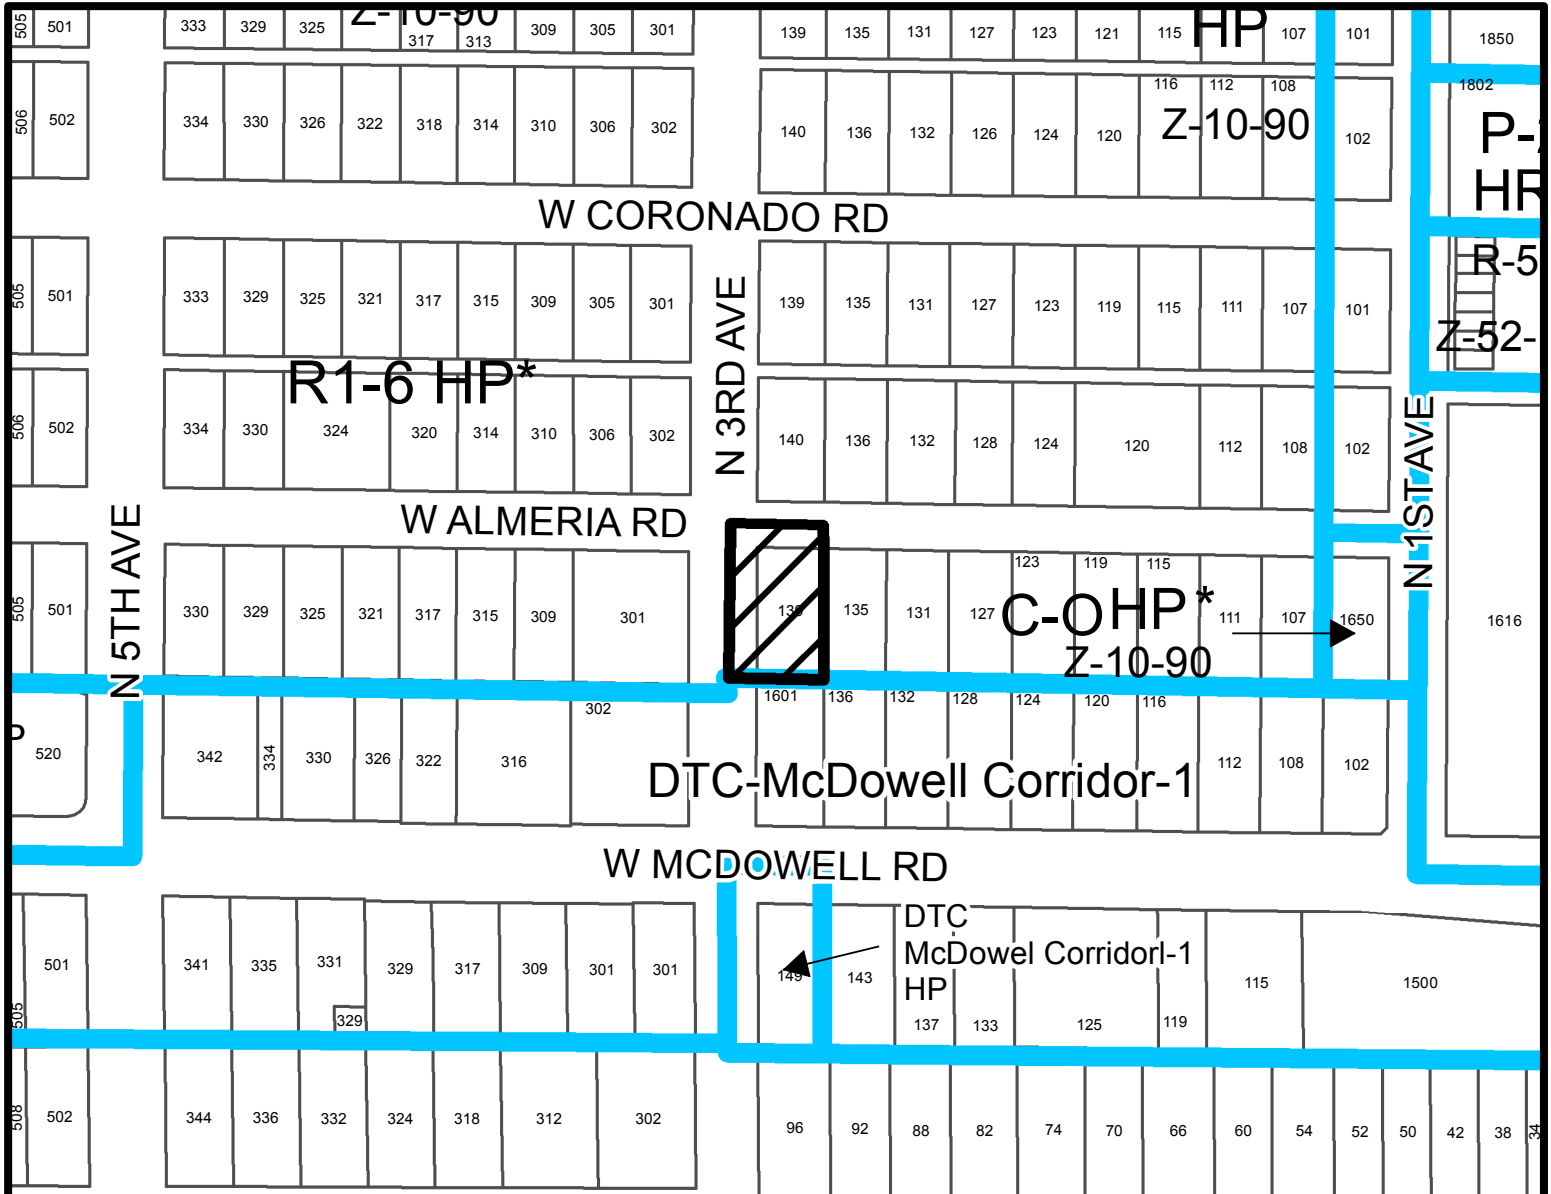 505 501 333 329 325 Z-10-90 317 313 309 305 301 139 135 131 127 123 121 115 HP 107 101 1850
506 502 334 330 326 322 318 314 310 306 302 140 136 132 126 124 120 116 112 108 Z-10-90 102 1802
P-
HR
W CORONADO RD
505 501 333 329 325 321 317 315 309 305 301 139 135 131 127 123 119 115 111 107 101
R-5
Z-52-
N 3RD AVE
R1-6 HP*
506 502 334 330 324 320 314 310 306 302 140 136 132 128 124 120 112 108 102
N 1ST AVE
W ALMERIA RD
N 5TH AVE
505 501 330 329 325 321 317 315 309 301 139 135 131 127 123 119 115 111 107 1650 1616
C-O HP *
Z-10-90
520 342 334 330 326 322 316 302 1601 136 132 128 124 120 116 112 108 102
DTC-McDowell Corridor-1
W MCDOWELL RD
DTC
McDowel Corridorl-1
HP
505 501 341 335 331 329 329 317 309 301 301 149 143 137 133 125 119 115 1500
508 502 344 336 332 324 318 312 302 96 92 88 82 74 70 66 60 54 52 50 42 38 34